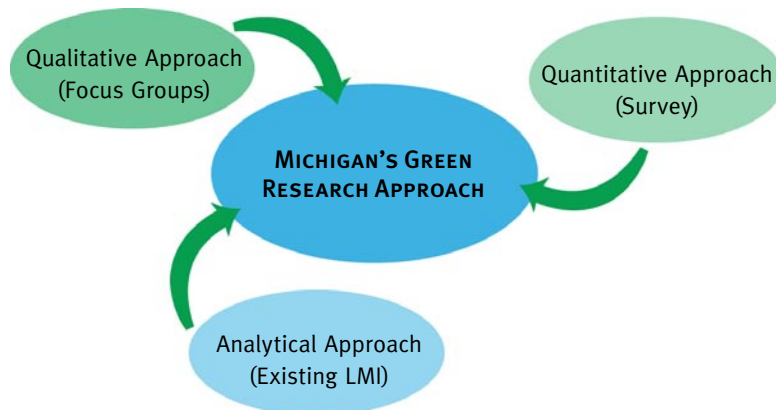 Qualitative Approach
(Focus Groups)
Quantitative Approach
(Survey)
MICHIGAN'S GREEN
RESEARCH APPROACH
Analytical Approach
(Existing LMI)